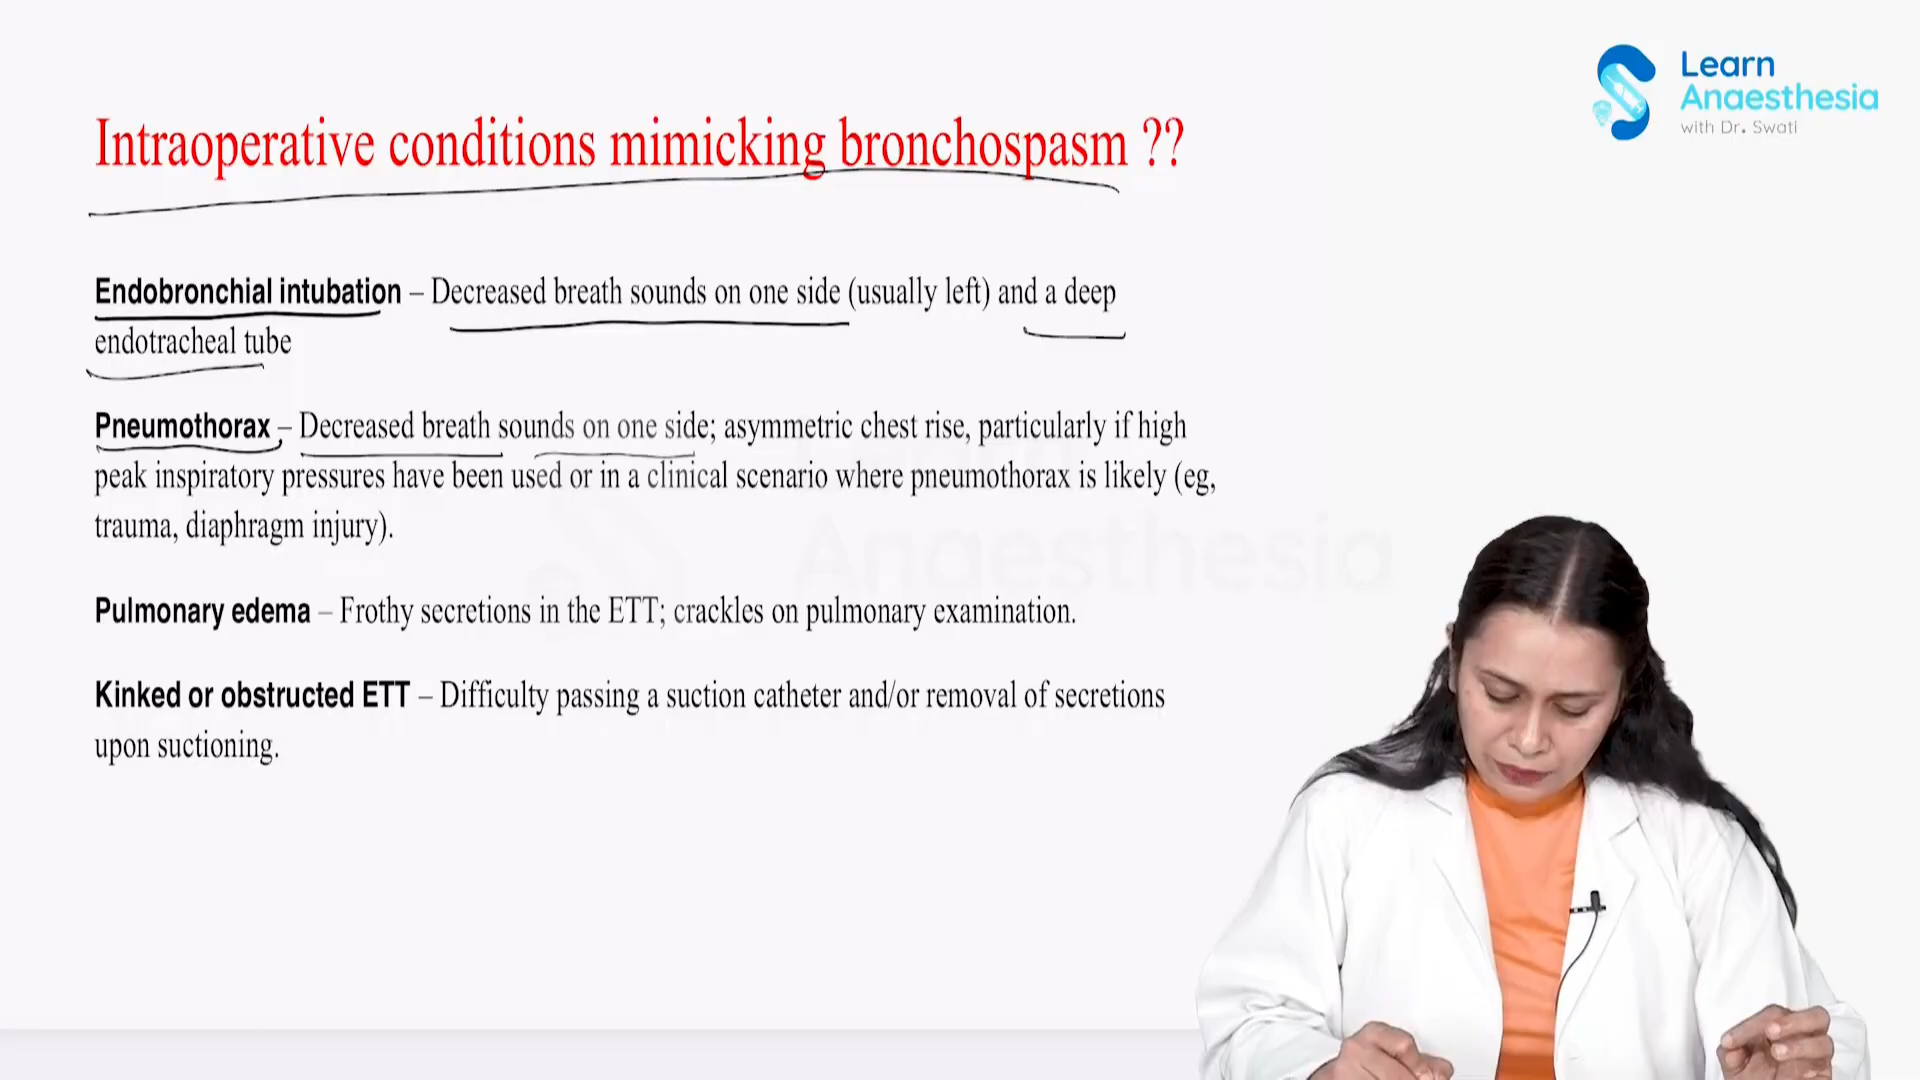 Learn
Anaesthesia
with Dr. Swati
Intraoperative conditions mimicking bronchospasm ??
Endobronchial intubation – Decreased breath sounds on one side (usually left) and a deep
endotracheal tube
Pneumothorax – Decreased breath sounds on one side; asymmetric chest rise, particularly if high
peak inspiratory pressures have been used or in a clinical scenario where pneumothorax is likely (eg,
trauma, diaphragm injury).
Anaesthesia
Pulmonary edema – Frothy secretions in the ETT; crackles on pulmonary examination.
Kinked or obstructed ETT – Difficulty passing a suction catheter and/or removal of secretions
upon suctioning.